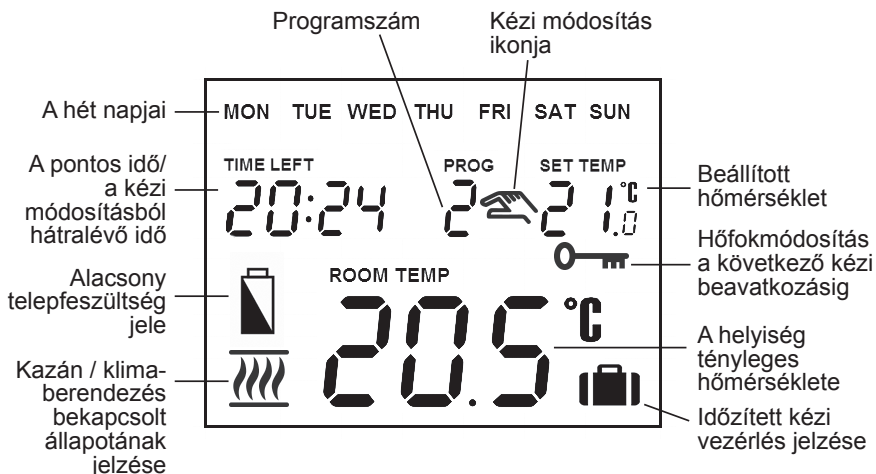 Programszám
Kézi módosítás
ikonja
A hét napjai
MON TUE WED THU FRI SAT SUN
A pontos idő/
a kézi
módosításból
hátralévő idő
TIME LEFT
20:24
PROG
2
SET TEMP
21.0 °C
Beállított
hőmérséklet
Hőfokmódosítás
a következő kézi
beavatkozásig
Alacsony
telepfeszültség
jele
ROOM TEMP
20.5 °C
A helyiség
tényleges
hőmérséklete
Kazán / klima-
berendezés
bekapcsolt
állapotának
jelzése
Időzített kézi
vezérlés jelzése